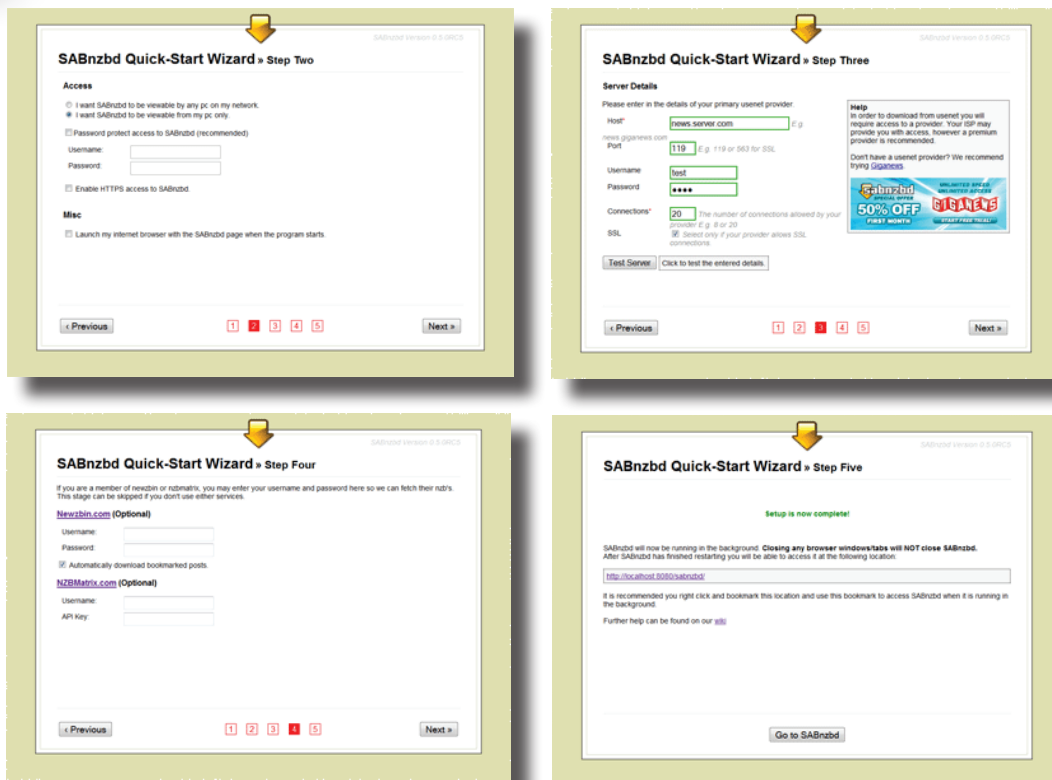 SABnzbd Version 0.5.0RC5
SABnzbd Quick-Start Wizard » Step Two
Access
I want SABnzbd to be viewable by any pc on my network.
I want SABnzbd to be viewable from my pc only.
Password protect access to SABnzbd (recommended)
Username:
Password:
Enable HTTPS access to SABnzbd.
Misc
Launch my internet browser with the SABnzbd page when the program starts.
‹ Previous
1 2 3 4 5
Next »
SABnzbd Version 0.5.0RC5
SABnzbd Quick-Start Wizard » Step Three
Server Details
Please enter in the details of your primary usenet provider.
Host* news.server.com E.g.
news.giganews.com
Port 119 E.g. 119 or 563 for SSL
Username test
Password ••••
Connections* 20 The number of connections allowed by your
provider E.g. 8 or 20
SSL Select only if your provider allows SSL
connections.
Test Server Click to test the entered details.
Help
In order to download from usenet you will
require access to a provider. Your ISP may
provide you with access, however a premium
provider is recommended.
Don't have a usenet provider? We recommend
trying Giganews.
Sabnzbd
SPECIAL OFFER
50% OFF
FIRST MONTH
UNLIMITED SPEED
UNLIMITED ACCESS
GIGANEWS
START FREE TRIAL!
‹ Previous
1 2 3 4 5
Next »
SABnzbd Version 0.5.0RC5
SABnzbd Quick-Start Wizard » Step Four
If you are a member of newzbin or nzbmatrix, you may enter your username and password here so we can fetch their nzb's.
This stage can be skipped if you don't use either services.
Newzbin.com (Optional)
Username:
Password:
Automatically download bookmarked posts.
NZBMatrix.com (Optional)
Username:
API Key:
‹ Previous
1 2 3 4 5
Next »
SABnzbd Version 0.5.0RC5
SABnzbd Quick-Start Wizard » Step Five
Setup is now complete!
SABnzbd will now be running in the background. Closing any browser windows/tabs will NOT close SABnzbd.
After SABnzbd has finished restarting you will be able to access it at the following location:
http://localhost:8080/sabnzbd/
It is recommended you right click and bookmark this location and use this bookmark to access SABnzbd when it is running in
the background.
Further help can be found on our wiki
Go to SABnzbd